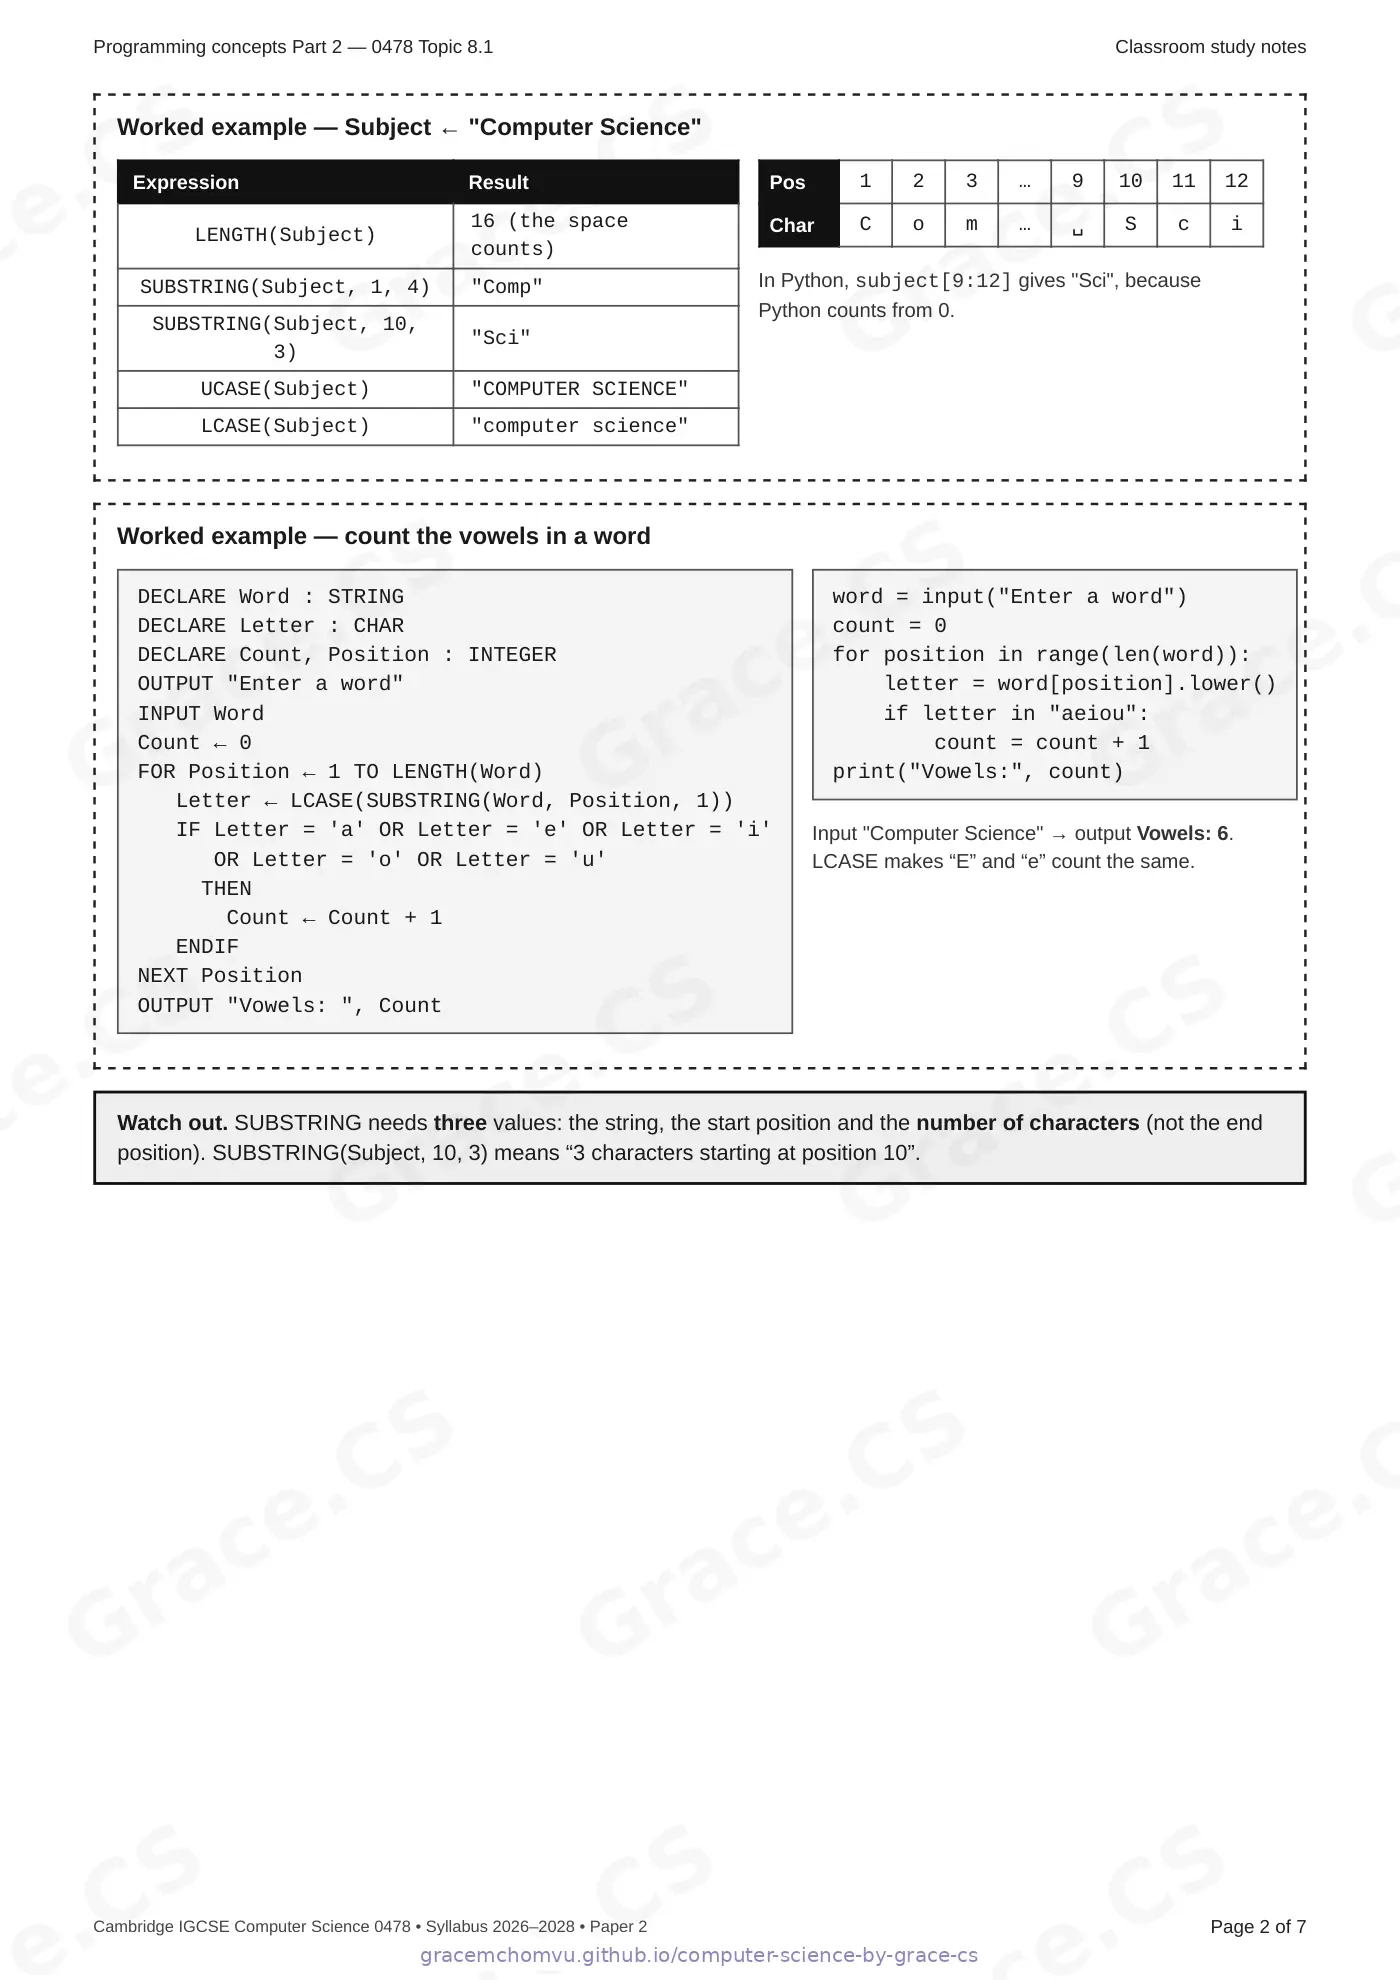 Programming concepts Part 2 — 0478 Topic 8.1
Classroom study notes
Worked example — Subject ← "Computer Science"
Expression Result
LENGTH(Subject) 16 (the space
counts)
SUBSTRING(Subject, 1, 4) "Comp"
SUBSTRING(Subject, 10,
3) "Sci"
UCASE(Subject) "COMPUTER SCIENCE"
LCASE(Subject) "computer science"
Pos 1 2 3 … 9 10 11 12
Char C o m … ␣ S c i
In Python, subject[9:12] gives "Sci", because
Python counts from 0.
Worked example — count the vowels in a word
DECLARE Word : STRING
DECLARE Letter : CHAR
DECLARE Count, Position : INTEGER
OUTPUT "Enter a word"
INPUT Word
Count ← 0
FOR Position ← 1 TO LENGTH(Word)
   Letter ← LCASE(SUBSTRING(Word, Position, 1))
   IF Letter = 'a' OR Letter = 'e' OR Letter = 'i'
      OR Letter = 'o' OR Letter = 'u'
     THEN
       Count ← Count + 1
   ENDIF
NEXT Position
OUTPUT "Vowels: ", Count
word = input("Enter a word")
count = 0
for position in range(len(word)):
    letter = word[position].lower()
    if letter in "aeiou":
        count = count + 1
print("Vowels:", count)
Input "Computer Science" → output Vowels: 6.
LCASE makes “E” and “e” count the same.
Watch out. SUBSTRING needs three values: the string, the start position and the number of characters (not the end
position). SUBSTRING(Subject, 10, 3) means “3 characters starting at position 10”.
Cambridge IGCSE Computer Science 0478 • Syllabus 2026–2028 • Paper 2
Page 2 of 7
gracemchomvu.github.io/computer-science-by-grace-cs
Grace.CS